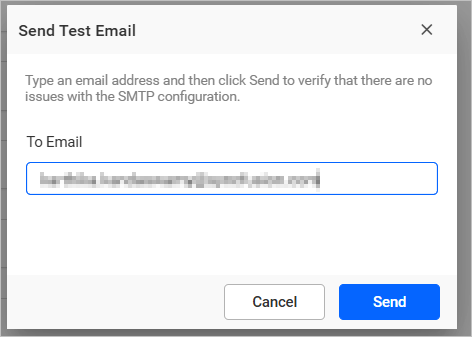 Send Test Email
Type an email address and then click Send to verify that there are no
issues with the SMTP configuration.
To Email
Cancel
Send